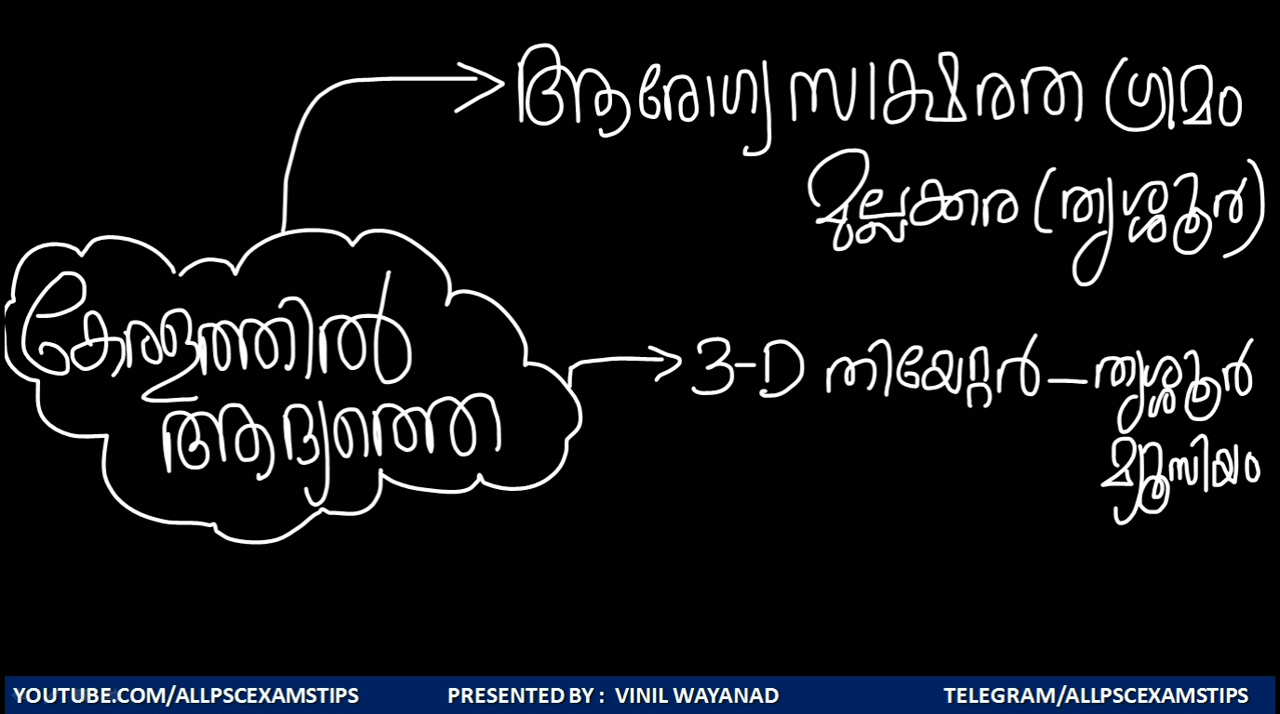 ആരോഗ്യ സാക്ഷരത ഗ്രാമം
മുല്ലക്കര (തൃശ്ശൂർ)
കേരളത്തിൽ
ആദ്യത്തെ
3-D തിയേറ്റർ — തൃശ്ശൂർ
മ്യൂസിയം
YOUTUBE.COM/ALLPSCEXAMSTIPS PRESENTED BY : VINIL WAYANAD TELEGRAM/ALLPSCEXAMSTIPS